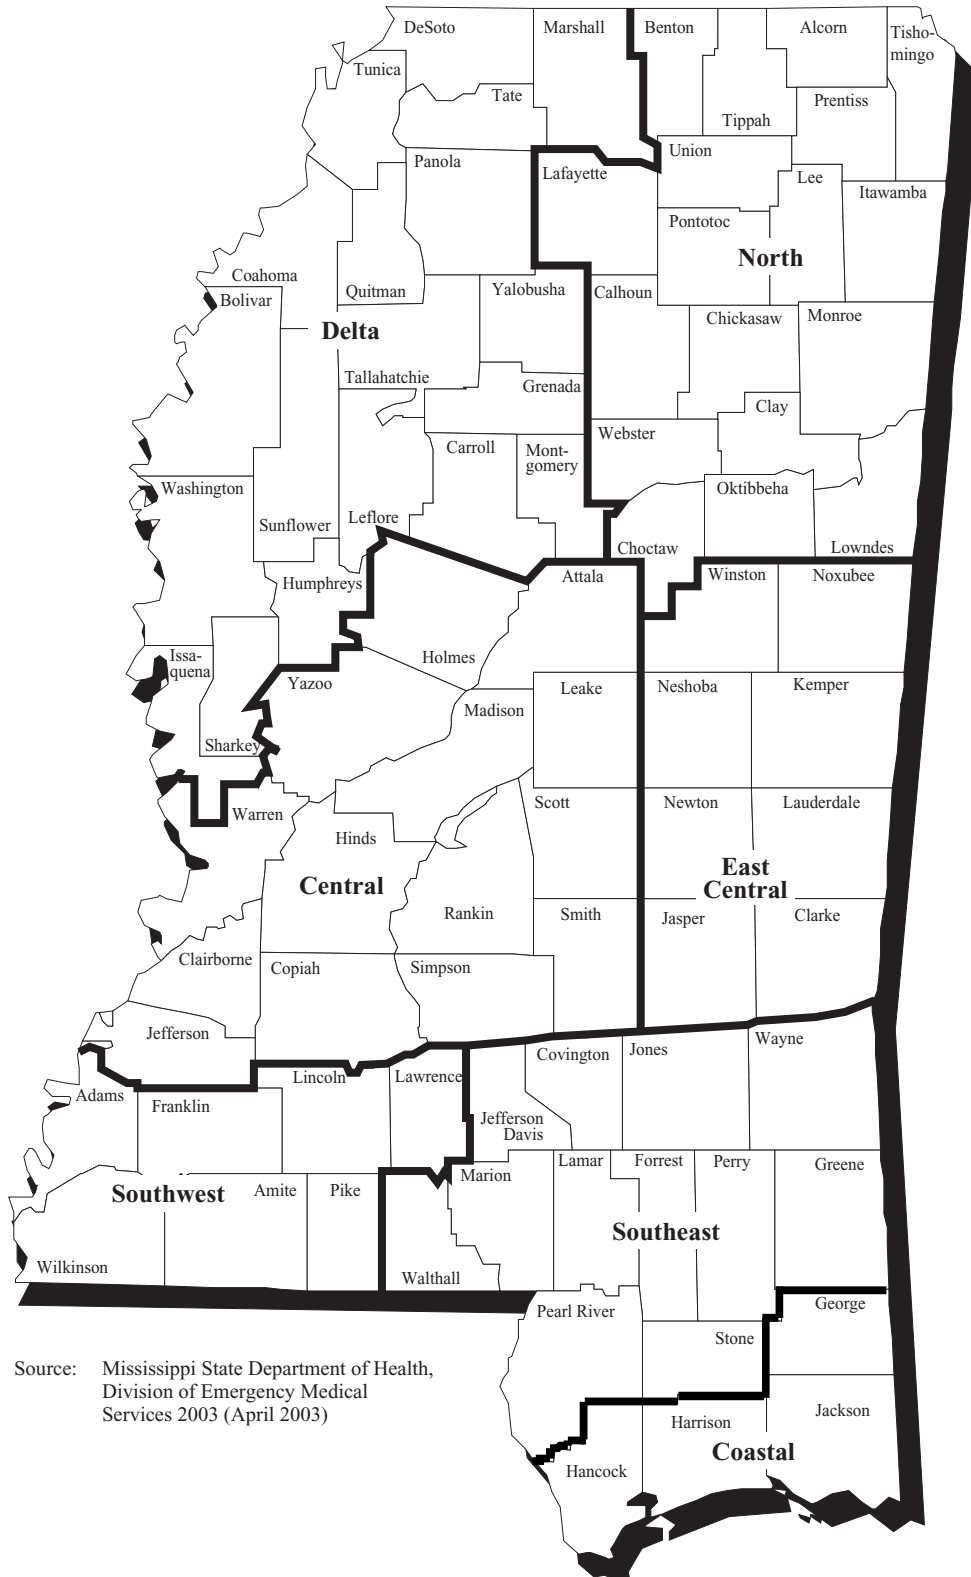 DeSoto
Marshall
Benton
Alcorn
Tisho-
mingo
Tunica
Tate
Prentiss
Tippah
Panola
Union
Lafayette
Lee
Itawamba
Pontotoc
North
Coahoma
Bolivar
Quitman
Yalobusha
Calhoun
Chickasaw
Monroe
Delta
Tallahatchie
Grenada
Clay
Webster
Carroll
Mont-
gomery
Washington
Oktibbeha
Sunflower
Leflore
Choctaw
Lowndes
Humphreys
Attala
Winston
Noxubee
Issa-
quena
Holmes
Yazoo
Leake
Neshoba
Kemper
Madison
Sharkey
Warren
Scott
Newton
Lauderdale
Hinds
East
Central
Central
Rankin
Smith
Jasper
Clarke
Clairborne
Copiah
Simpson
Jefferson
Covington
Jones
Wayne
Lincoln
Lawrence
Adams
Franklin
Jefferson
Davis
Marion
Lamar
Forrest
Perry
Greene
Southwest
Amite
Pike
Southeast
Wilkinson
Walthall
Pearl River
George
Stone
Source: Mississippi State Department of Health,
Division of Emergency Medical
Services 2003 (April 2003)
Harrison
Jackson
Coastal
Hancock